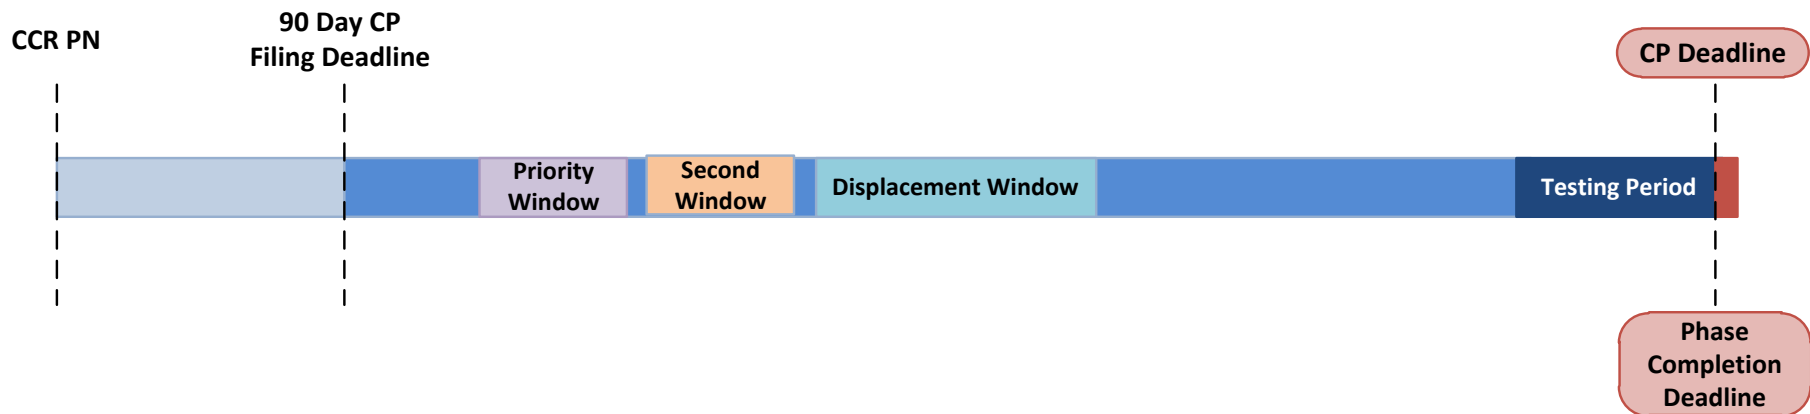 CCR PN
90 Day CP
Filing Deadline
CP Deadline
Priority
Window
Second
Window
Displacement Window
Testing Period
Phase
Completion
Deadline